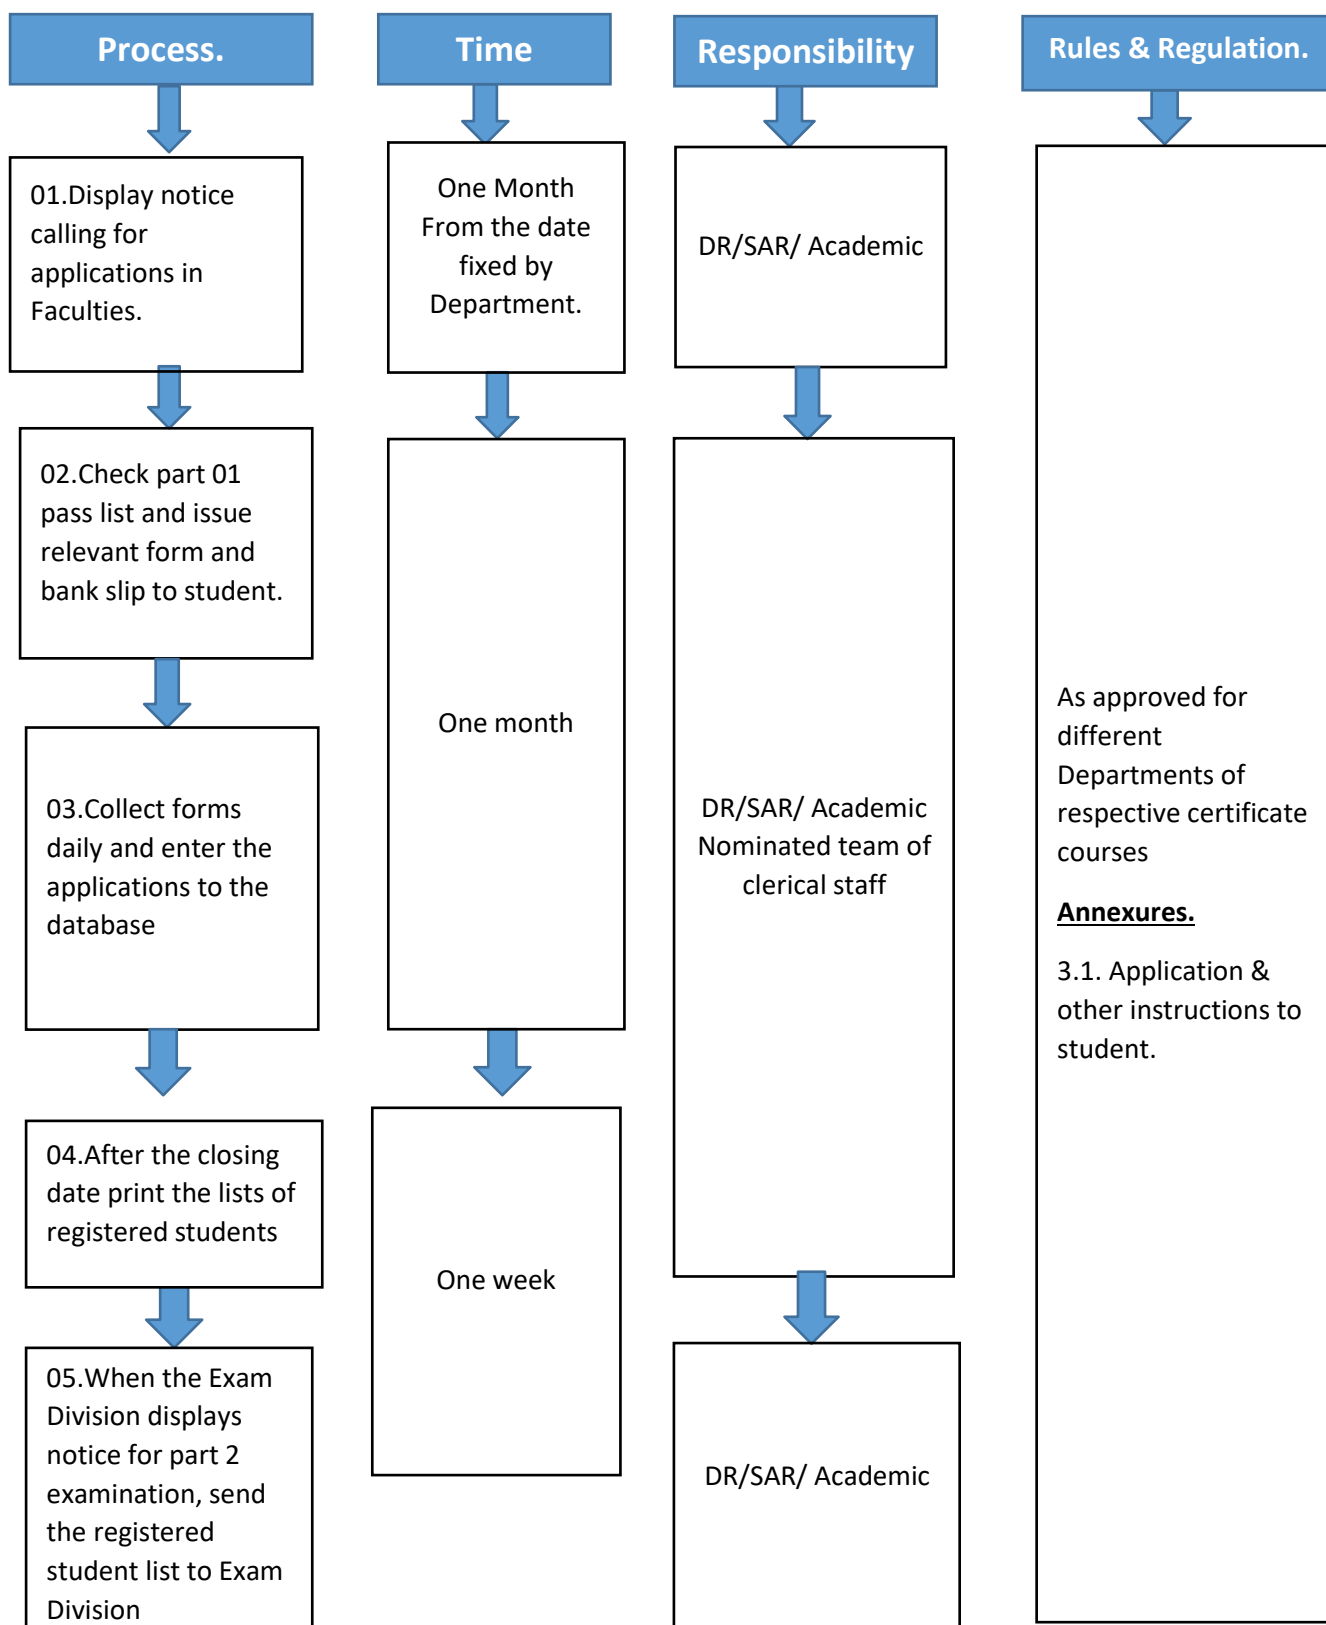 Process.
Time
Responsibility
Rules & Regulation.
01.Display notice
calling for
applications in
Faculties.
One Month
From the date
fixed by
Department.
DR/SAR/ Academic
02.Check part 01
pass list and issue
relevant form and
bank slip to student.
03.Collect forms
daily and enter the
applications to the
database
One month
DR/SAR/ Academic
Nominated team of
clerical staff
As approved for
different
Departments of
respective certificate
courses
Annexures.
3.1. Application &
other instructions to
student.
04.After the closing
date print the lists of
registered students
05.When the Exam
Division displays
notice for part 2
examination, send
the registered
student list to Exam
Division
One week
DR/SAR/ Academic